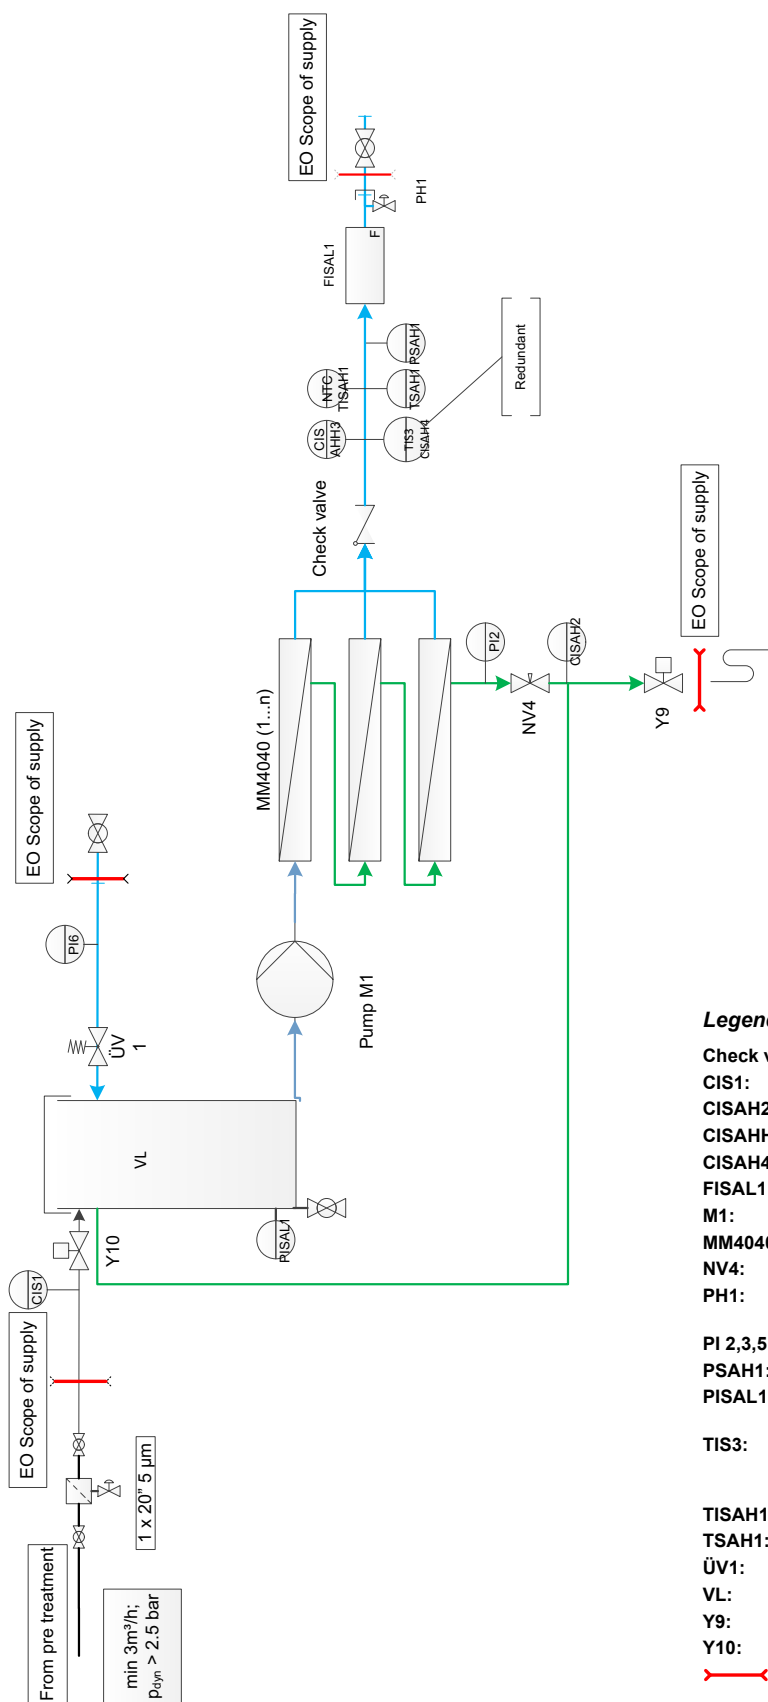 EO Scope of supply
PH1
FISAL1
F
PSAH1
NTC
TISAH1
TSAH1
CIS
AHH3
TIS3
CISAH4
Redundant
Check valve
EO Scope of supply
MM4040 (1...n)
PI2
NV4
CISAH2
Y9
EO Scope of supply
PI6
ÜV
1
Pump M1
VL
PISAL1
Y10
CIS1
EO Scope of supply
1 x 20" 5 µm
From pre treatment
min 3m³/h;
pdyn > 2.5 bar
Legend
Check v
CIS1:
CISAH2
CISAHH
CISAH4
FISAL1
M1:
MM4040
NV4:
PH1:
PI 2,3,5
PSAH1:
PISAL1
TIS3:
TISAH1
TSAH1:
ÜV1:
VL:
Y9:
Y10: